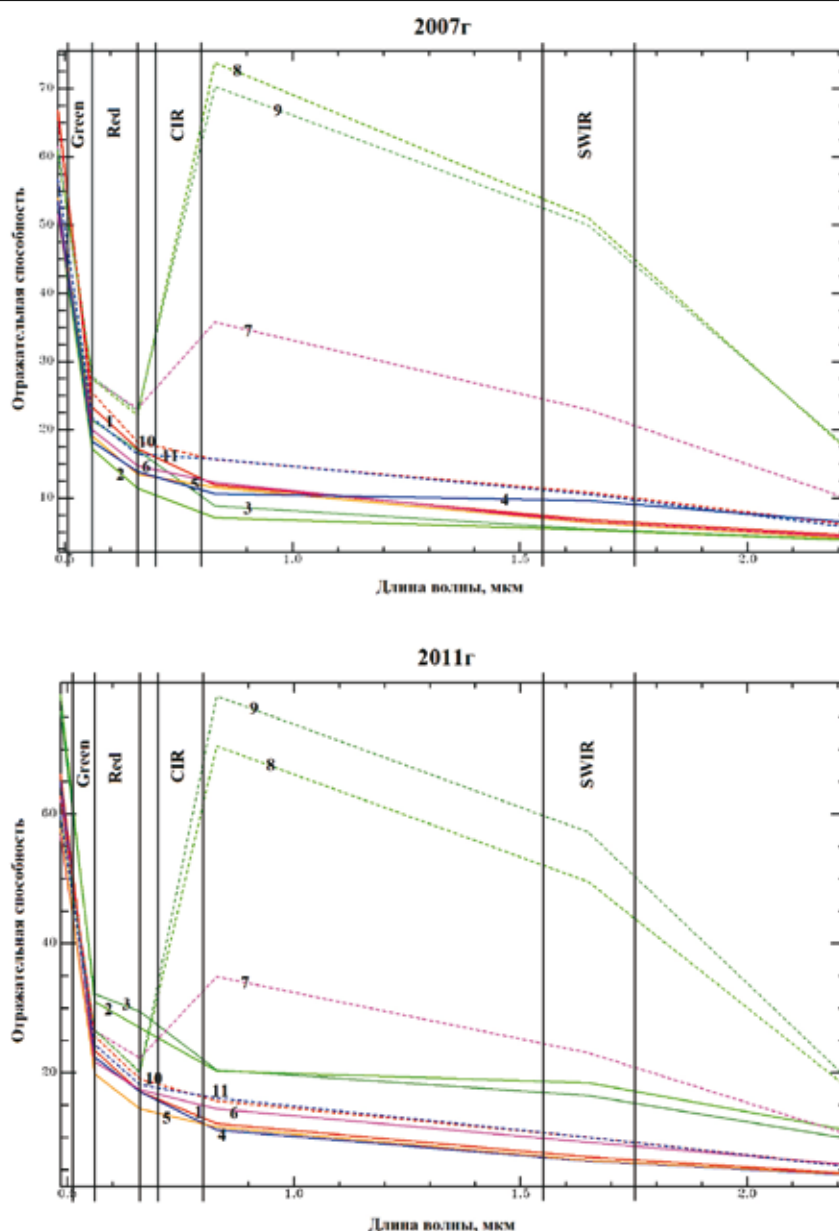 2007г
70
60
50
40
30
20
10
Отражательная способность
Green
Red
CIR
SWIR
8
9
7
1
10
11
6
5
2
3
4
0.5
1.0
1.5
2.0
Длина волны, мкм
2011г
60
40
20
Отражательная способность
Green
Red
CIR
SWIR
9
8
7
3
2
10
11
1
6
5
4
0.5
1.0
1.5
2.0
Длина волны, мкм